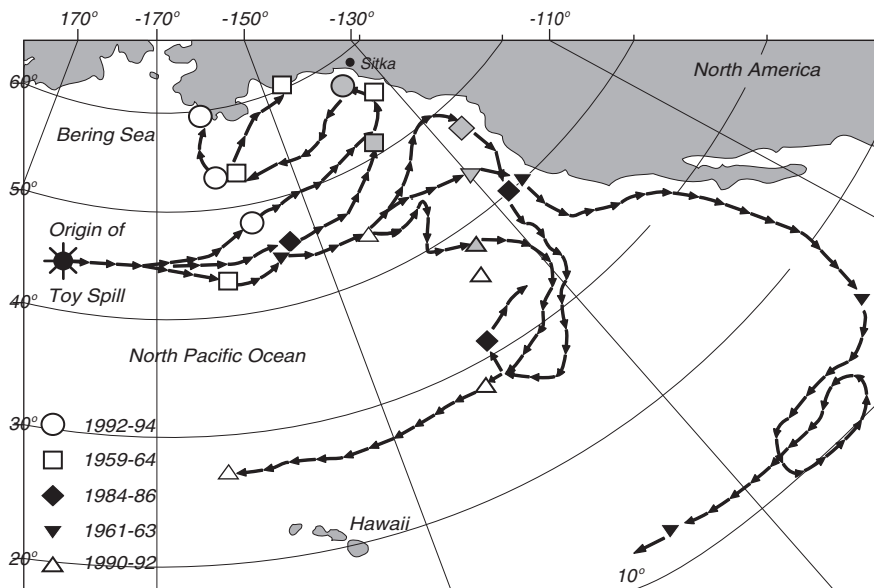 170° -170° -150° -130° -110°
Sitka
North America
60°
Bering Sea
50°
Origin of
Toy Spill
40°
North Pacific Ocean
30°
1992-94
1959-64
1984-86
1961-63
Hawaii
1990-92
20°
10°